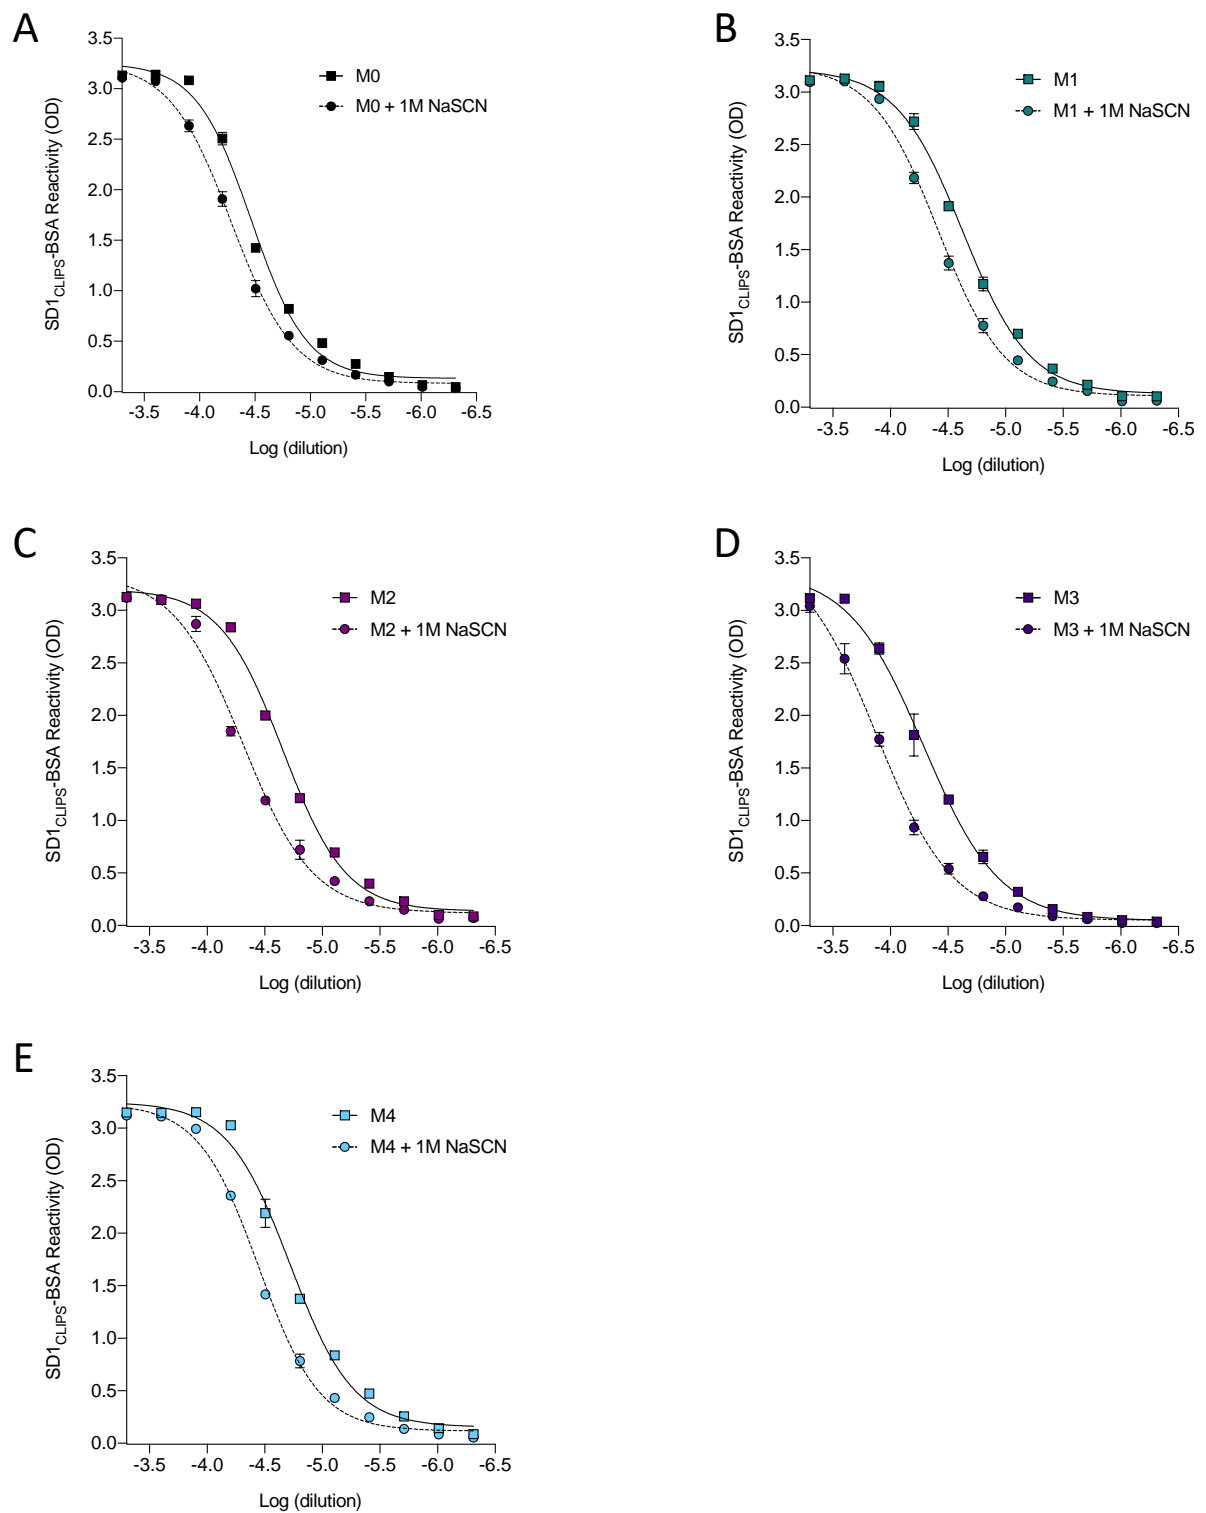 A
SD1CLIPS-BSA Reactivity (OD)
3.5
3.0
2.5
2.0
1.5
1.0
0.5
0.0
M0
M0 + 1M NaSCN
-3.5 -4.0 -4.5 -5.0 -5.5 -6.0 -6.5
Log (dilution)
B
SD1CLIPS-BSA Reactivity (OD)
3.5
3.0
2.5
2.0
1.5
1.0
0.5
0.0
M1
M1 + 1M NaSCN
-3.5 -4.0 -4.5 -5.0 -5.5 -6.0 -6.5
Log (dilution)
C
SD1CLIPS-BSA Reactivity (OD)
3.5
3.0
2.5
2.0
1.5
1.0
0.5
0.0
M2
M2 + 1M NaSCN
-3.5 -4.0 -4.5 -5.0 -5.5 -6.0 -6.5
Log (dilution)
D
SD1CLIPS-BSA Reactivity (OD)
3.5
3.0
2.5
2.0
1.5
1.0
0.5
0.0
M3
M3 + 1M NaSCN
-3.5 -4.0 -4.5 -5.0 -5.5 -6.0 -6.5
Log (dilution)
E
SD1CLIPS-BSA Reactivity (OD)
3.5
3.0
2.5
2.0
1.5
1.0
0.5
0.0
M4
M4 + 1M NaSCN
-3.5 -4.0 -4.5 -5.0 -5.5 -6.0 -6.5
Log (dilution)